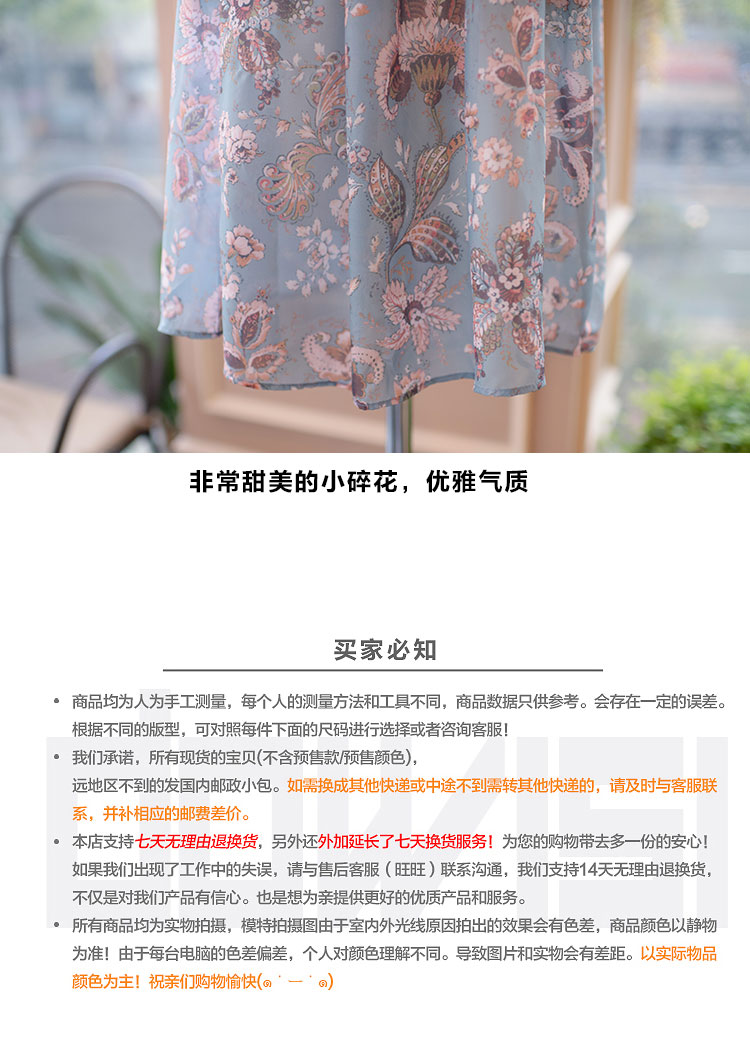 非常甜美的小碎花，优雅气质
买家必知
• 商品均为人为手工测量，每个人的测量方法和工具不同，商品数据只供参考。会存在一定的误差。
根据不同的版型，可对照每件下面的尺码进行选择或者咨询客服！
• 我们承诺，所有现货的宝贝(不含预售款/预售颜色)，
远地区不到的发国内邮政小包。如需换成其他快递或中途不到需转其他快递的，请及时与客服联
系，并补相应的邮费差价。
• 本店支持七天无理由退换货，另外还外加延长了七天换货服务！为您的购物带去多一份的安心！
如果我们出现了工作中的失误，请与售后客服（旺旺）联系沟通，我们支持14天无理由退换货，
不仅是对我们产品有信心。也是想为亲提供更好的优质产品和服务。
• 所有商品均为实物拍摄，模特拍摄图由于室内外光线原因拍出的效果会有色差，商品颜色以静物
为准！由于每台电脑的色差偏差，个人对颜色理解不同。导致图片和实物会有差距。以实际物品
颜色为主！祝亲们购物愉快(๑˙ー˙๑)